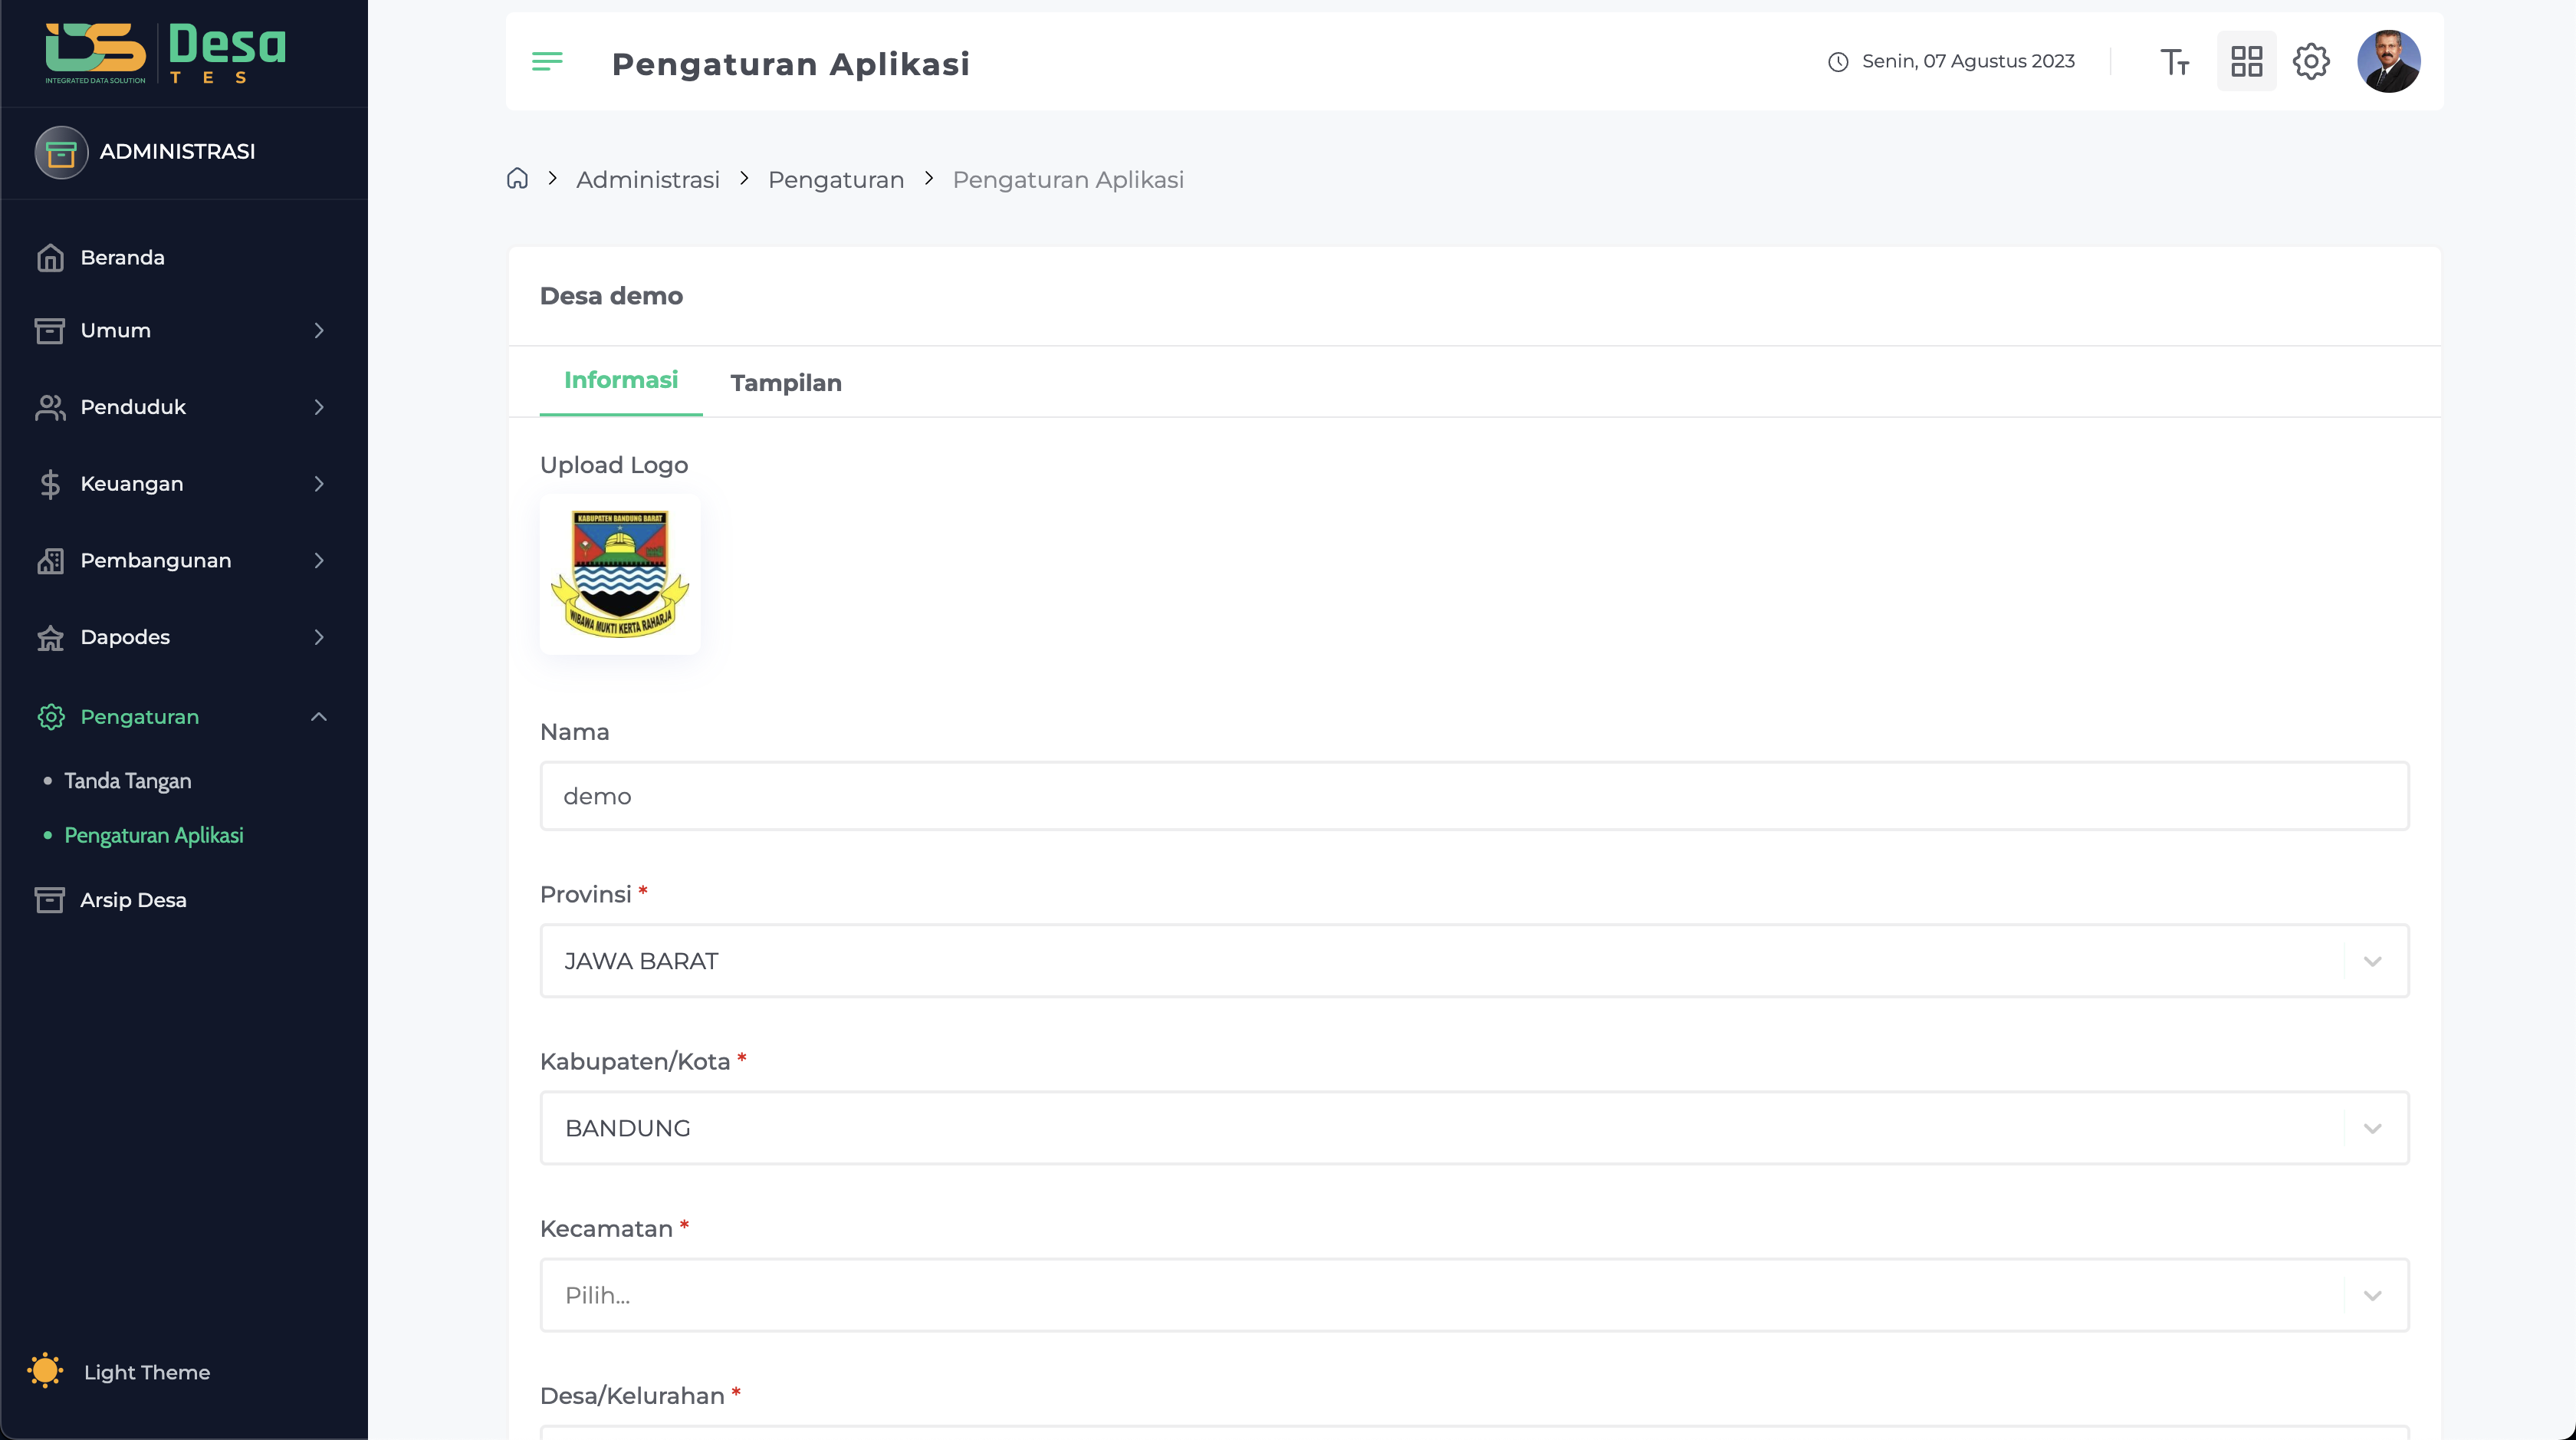 Desa
TES
INTEGRATED DATA SOLUTION
ADMINISTRASI
Beranda
Umum
Penduduk
Keuangan
Pembangunan
Dapodes
Pengaturan
Tanda Tangan
Pengaturan Aplikasi
Arsip Desa
Light Theme
Pengaturan Aplikasi
Senin, 07 Agustus 2023
Administrasi > Pengaturan > Pengaturan Aplikasi
Desa demo
Informasi Tampilan
Upload Logo
KABUPATEN BANDUNG BARAT
WIBAWA MUKTI KERTA RAHARJA
Nama
demo
Provinsi *
JAWA BARAT
Kabupaten/Kota *
BANDUNG
Kecamatan *
Pilih...
Desa/Kelurahan *